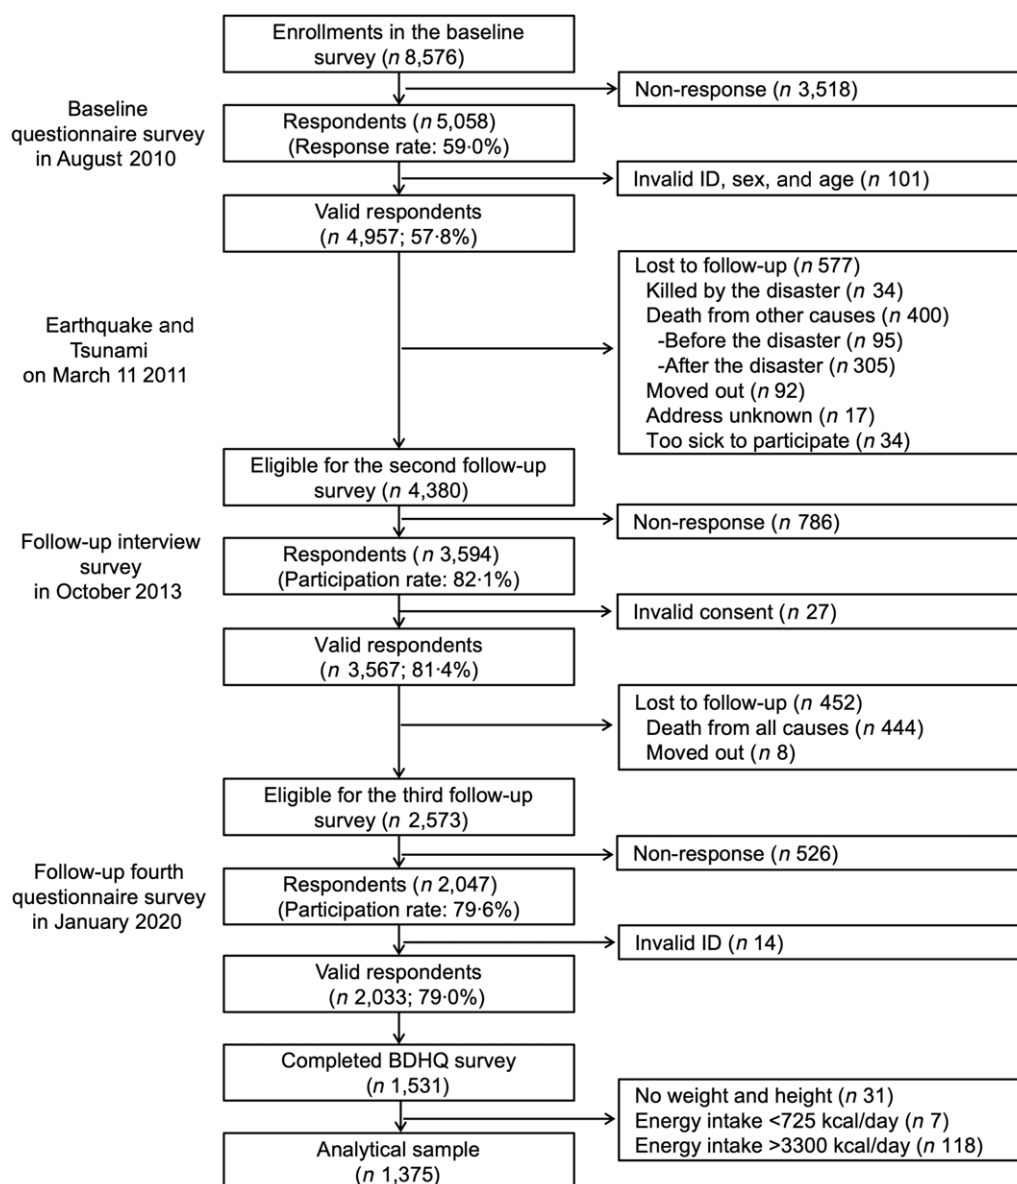 Enrollments in the baseline
survey (n 8,576)
Non-response (n 3,518)
Baseline
questionnaire survey
in August 2010
Respondents (n 5,058)
(Response rate: 59·0%)
Invalid ID, sex, and age (n 101)
Valid respondents
(n 4,957; 57·8%)
Earthquake and
Tsunami
on March 11 2011
Lost to follow-up (n 577)
Killed by the disaster (n 34)
Death from other causes (n 400)
-Before the disaster (n 95)
-After the disaster (n 305)
Moved out (n 92)
Address unknown (n 17)
Too sick to participate (n 34)
Eligible for the second follow-up
survey (n 4,380)
Non-response (n 786)
Follow-up interview
survey
in October 2013
Respondents (n 3,594)
(Participation rate: 82·1%)
Invalid consent (n 27)
Valid respondents
(n 3,567; 81·4%)
Lost to follow-up (n 452)
Death from all causes (n 444)
Moved out (n 8)
Eligible for the third follow-up
survey (n 2,573)
Non-response (n 526)
Follow-up fourth
questionnaire survey
in January 2020
Respondents (n 2,047)
(Participation rate: 79·6%)
Invalid ID (n 14)
Valid respondents
(n 2,033; 79·0%)
Completed BDHQ survey
(n 1,531)
No weight and height (n 31)
Energy intake <725 kcal/day (n 7)
Energy intake >3300 kcal/day (n 118)
Analytical sample
(n 1,375)